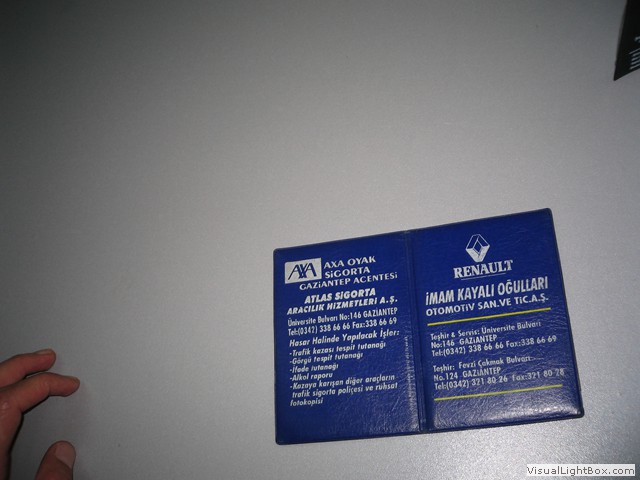 AXA
AXA OYAK
SİGORTA
GAZİANTEP ACENTESİ
ATLAS SİGORTA
ARACILIK HİZMETLERİ A.Ş.
Üniversite Bulvarı No:146 GAZİANTEP
Tel:(0342) 338 66 66 Fax:338 66 69
Hasar Halinde Yapılacak İşler:
-Trafik kazası tespit tutanağı
-Görgü tespit tutanağı
-İfade tutanağı
-Alkol raporu
-Kazaya karışan diğer araçların
trafik sigorta poliçesi ve ruhsat
fotokopisi
RENAULT
İMAM KAYALI OĞULLARI
OTOMOTİV SAN.VE TİC.A.Ş.
Teşhir & Servis: Üniversite Bulvarı
No:146 GAZİANTEP
Tel:(0342) 338 66 66 Fax:338 66 69
Teşhir: Fevzi Çakmak Bulvarı
No.124 GAZİANTEP
Tel:(0342) 321 80 26 Fax:321 80 28
VisualLightBox.com